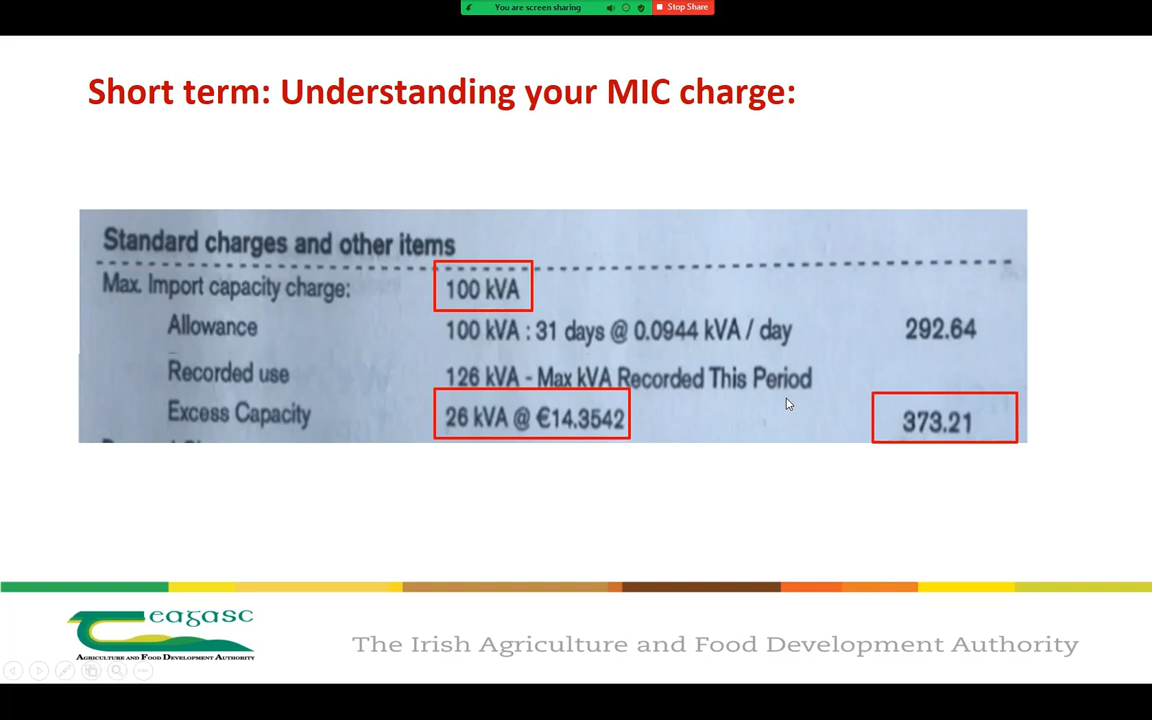 You are screen sharing
Stop Share
Short term: Understanding your MIC charge:
Standard charges and other items
Max. Import capacity charge: 100 kVA
Allowance 100 kVA : 31 days @ 0.0944 kVA / day 292.64
Recorded use 126 kVA - Max kVA Recorded This Period
Excess Capacity 26 kVA @ €14.3542 373.21
eagasc
AGRICULTURE AND FOOD DEVELOPMENT AUTHORITY
The Irish Agriculture and Food Development Authority